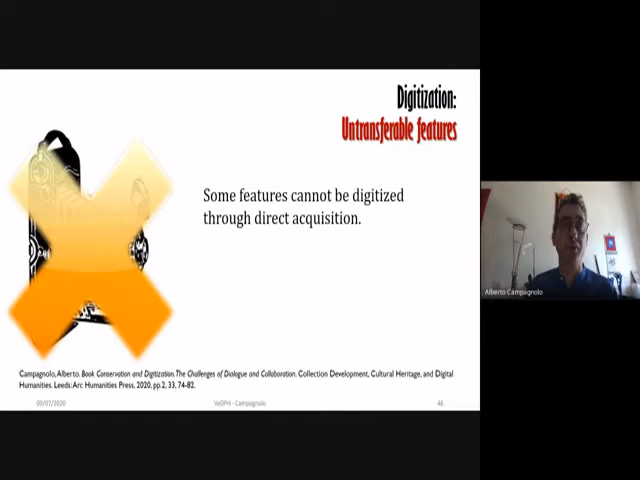 Digitization:
Untransferable features
Some features cannot be digitized
through direct acquisition.
Campagnolo, Alberto. Book Conservation and Digitization. The Challenges of Dialogue and Collaboration. Collection Development, Cultural Heritage, and Digital
Humanities. Leeds: Arc Humanities Press, 2020, pp.2, 33, 74-82.
09/07/2020
VeDPH - Campagnolo
46
Alberto Campagnolo